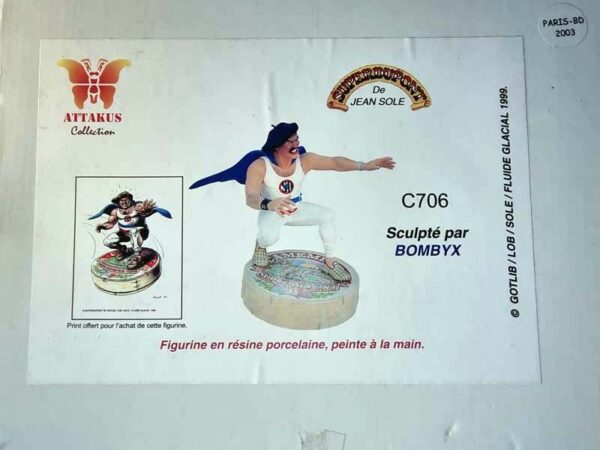 PARIS-BD
2003
ATTAKUS
Collection
SUPERDUPONT
De
JEAN SOLE
C706
Sculpté par
BOMBYX
© GOTLIB / LOB / SOLE / FLUIDE GLACIAL 1999.
Print offert pour l'achat de cette figurine.
Figurine en résine porcelaine, peinte à la main.